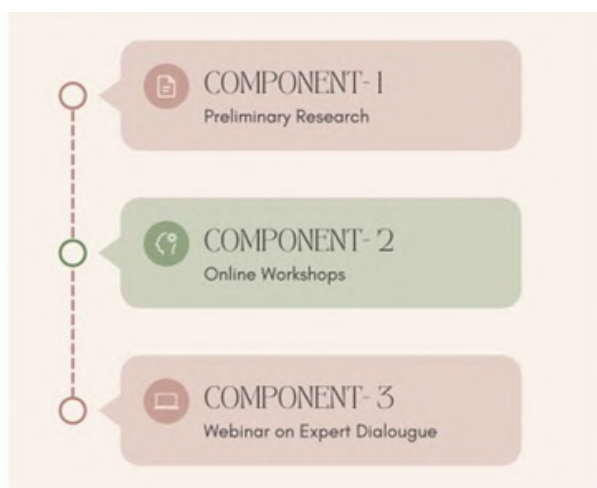 COMPONENT- 1
Preliminary Research
COMPONENT- 2
Online Workshops
COMPONENT- 3
Webinar on Expert Dialougue